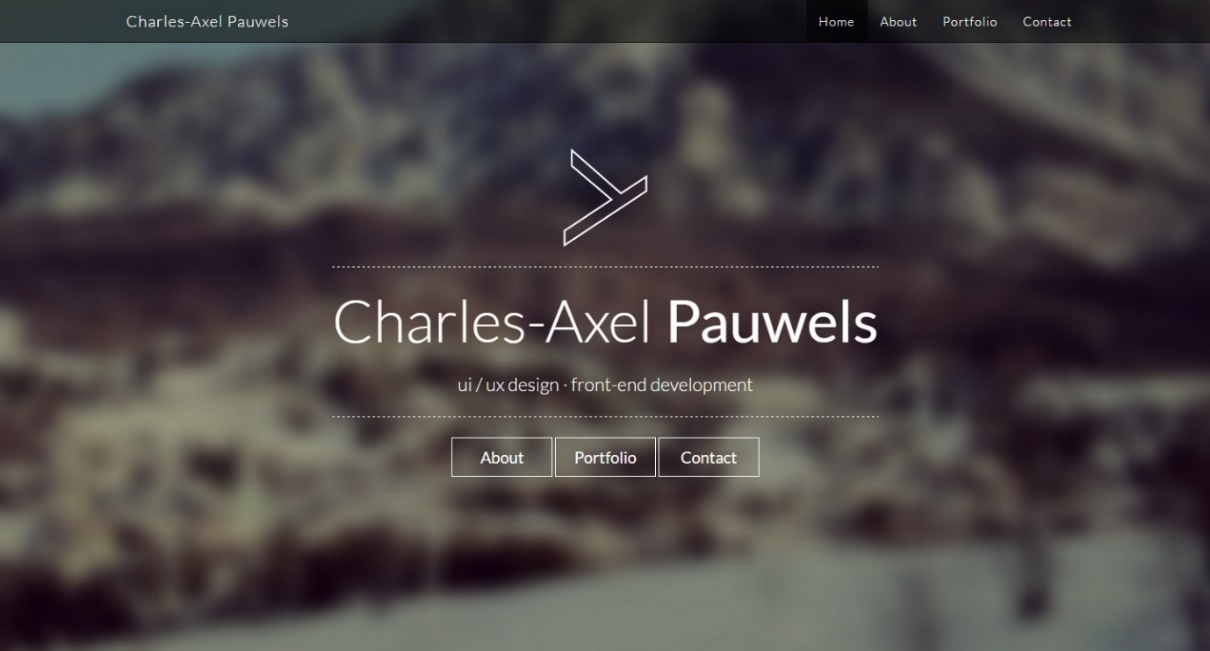 Charles-Axel Pauwels
Home About Portfolio Contact
Charles-Axel Pauwels
ui / ux design · front-end development
About Portfolio Contact